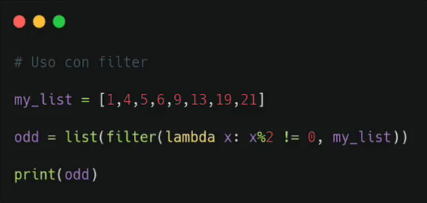 # Uso con filter
my_list = [1,4,5,6,9,13,19,21]
odd = list(filter(lambda x: x%2 != 0, my_list))
print(odd)